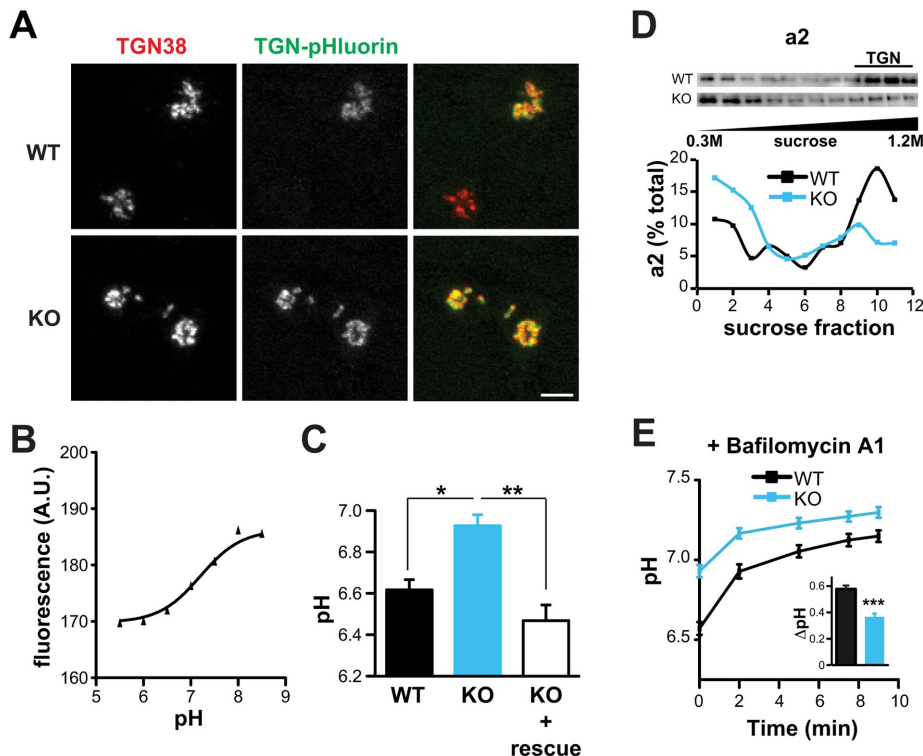 A
TGN38 TGN-pHluorin
WT
KO
B
fluorescence (A.U.)
200
190
180
170
160
5 6 7 8 9
pH
C
pH
7.0
6.8
6.6
6.4
6.2
* **
WT KO KO
+
rescue
D
a2
TGN
WT
KO
0.3M sucrose 1.2M
a2 (% total)
20
15
10
5
0
WT
KO
0 2 4 6 8 10 12
sucrose fraction
E
+ Bafilomycin A1
WT
KO
pH
7.5
7.0
6.5
ΔpH
0.6
0.4
0.2
0
***
0 2 4 6 8 10
Time (min)